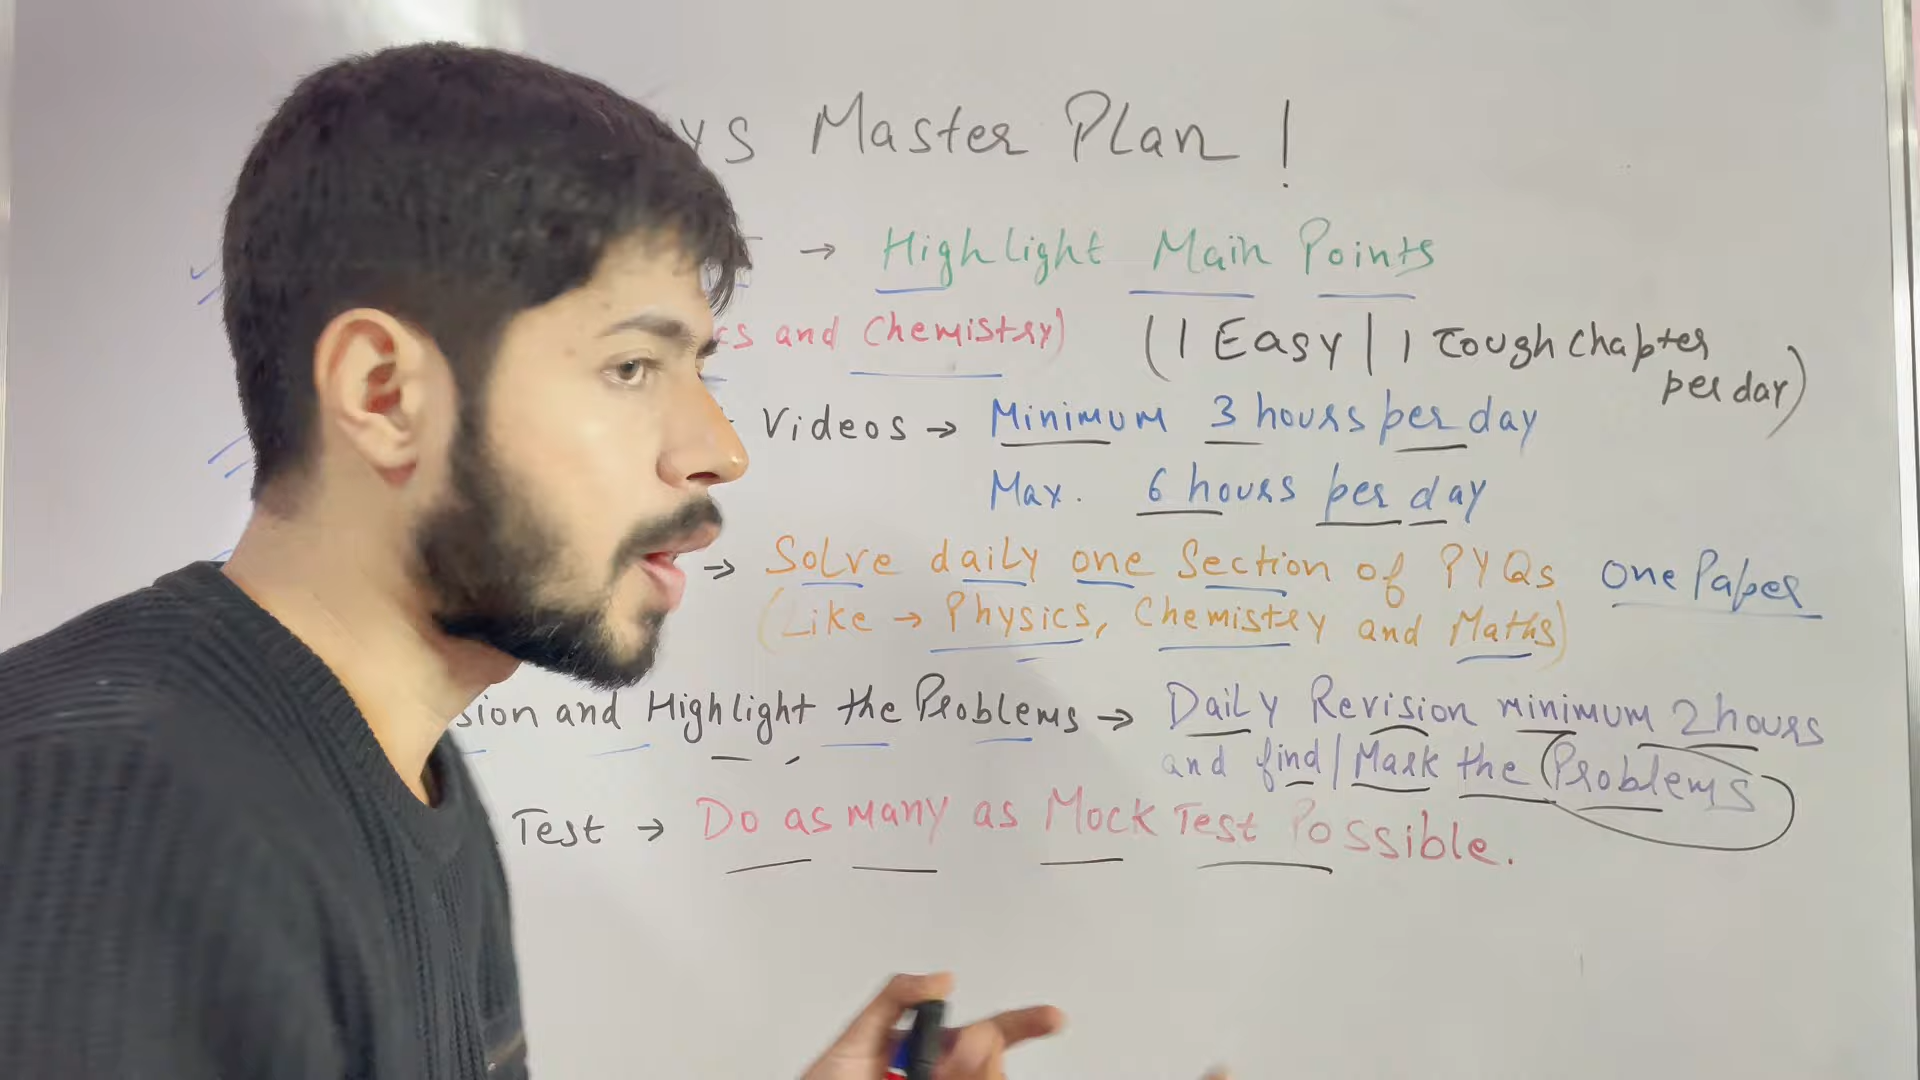 Master Plan !
→ Highlight Main Points
and Chemistry) (1 Easy | 1 Tough Chapter
per day)
Videos → Minimum 3 hours per day
Max. 6 hours per day
→ Solve daily one Section of PYQs one Paper
(Like → Physics, Chemistry and Maths)
and Highlight the Problems → Daily Revision minimum 2 hours
and find/Mark the (Problems
Test → Do as many as Mock Test Possible.